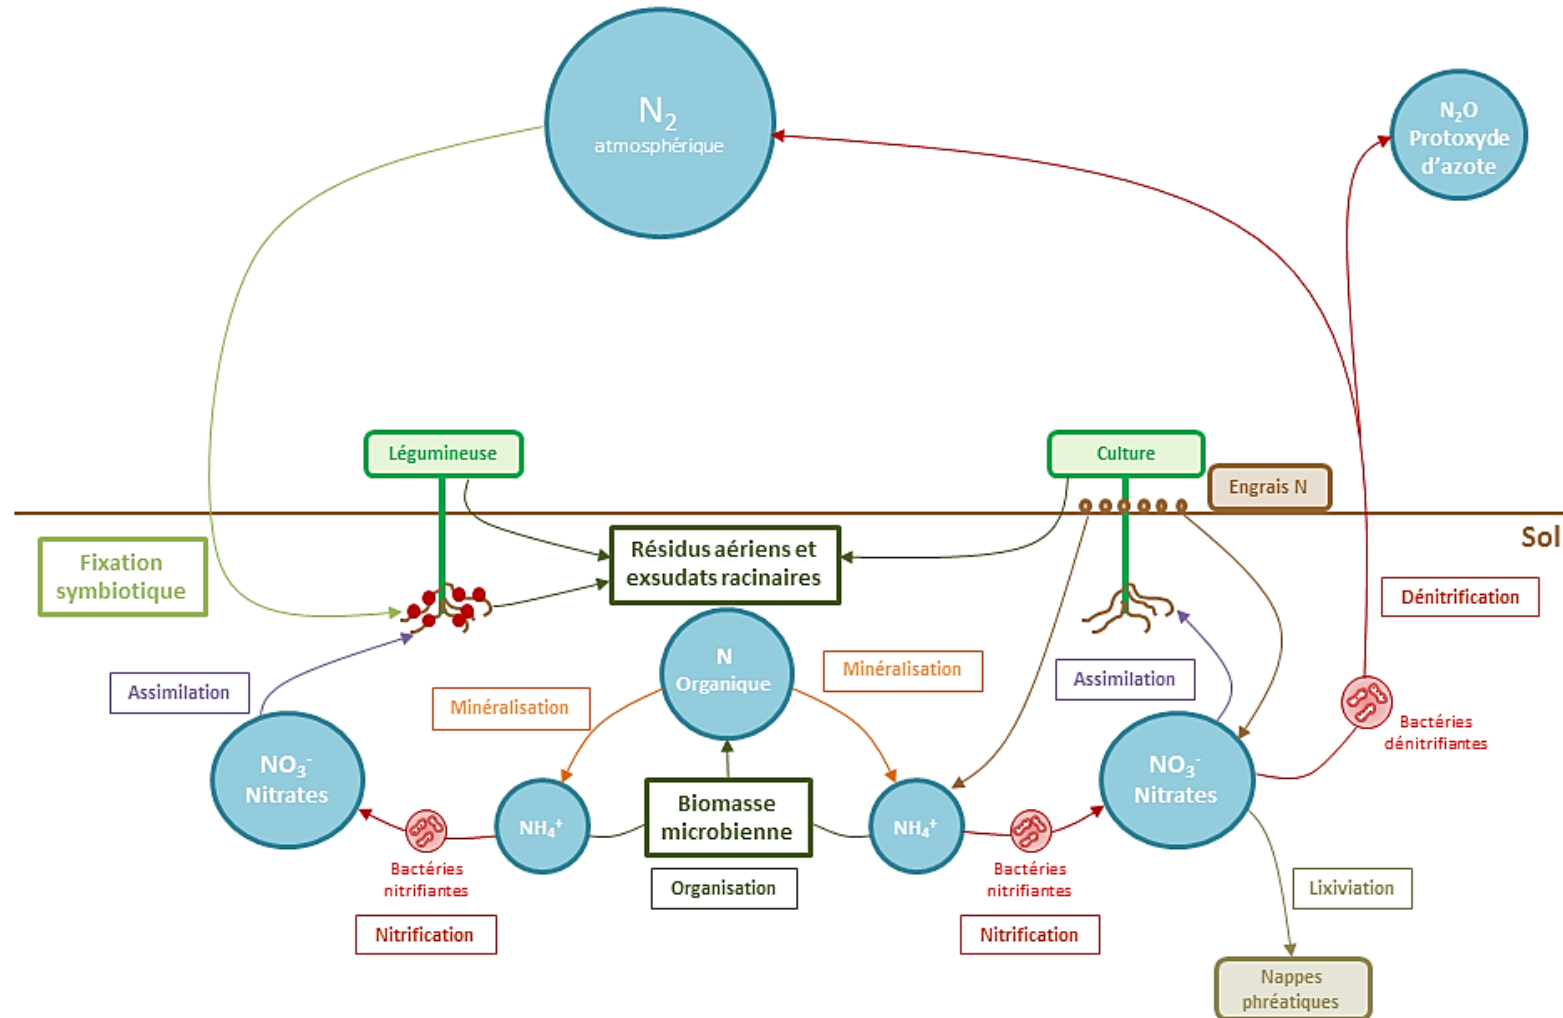 N₂
atmosphérique
N₂O
Protoxyde
d'azote
Légumineuse
Culture
Engrais N
Sol
Fixation
symbiotique
Résidus aériens et
exsudats racinaires
Dénitrification
N
Organique
Minéralisation
Minéralisation
Assimilation
Assimilation
Bactéries
dénitrifiantes
NO₃⁻
Nitrates
NO₃⁻
Nitrates
NH₄⁺
Biomasse
microbienne
NH₄⁺
Bactéries
nitrifiantes
Organisation
Bactéries
nitrifiantes
Lixiviation
Nitrification
Nitrification
Nappes
phréatiques